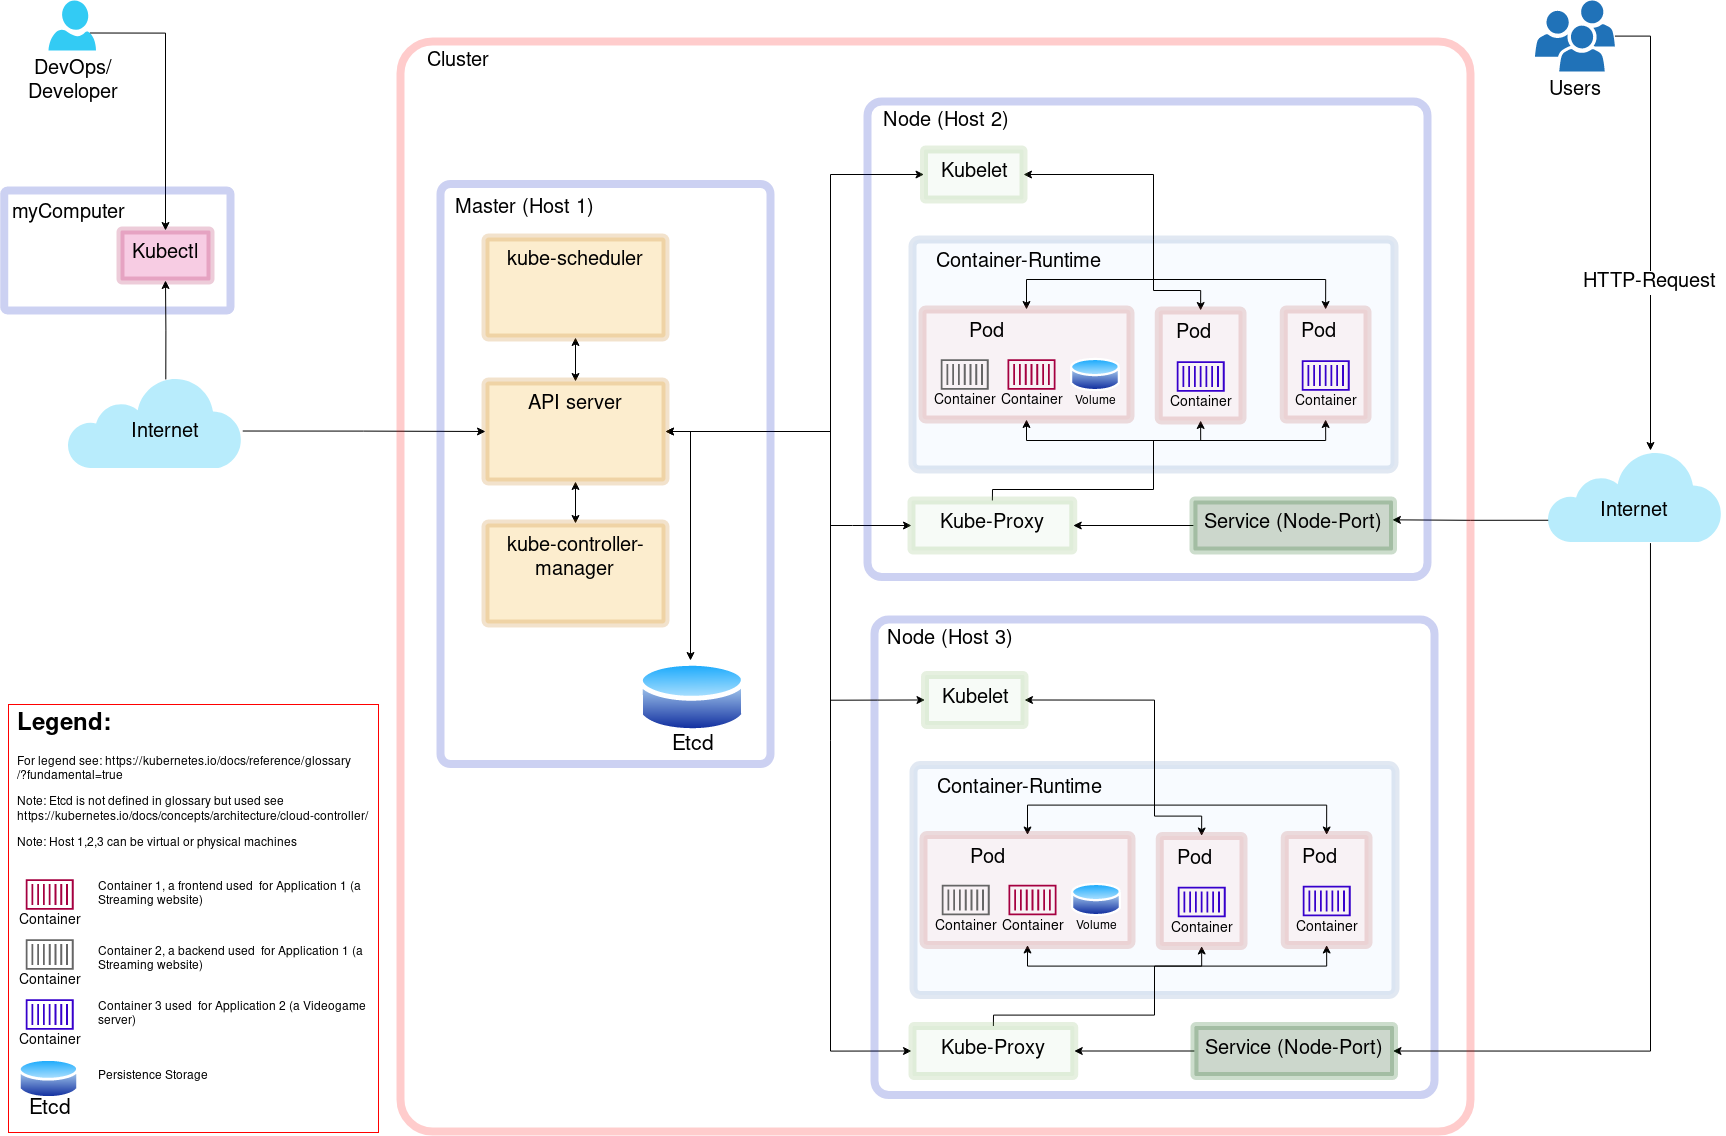 DevOps/
Developer
Users
Cluster
myComputer
Kubectl
Internet
Master (Host 1)
kube-scheduler
API server
kube-controller-
manager
Etcd
Node (Host 2)
Kubelet
Container-Runtime
Pod
Container
Container
Volume
Pod
Container
Pod
Container
Kube-Proxy
Service (Node-Port)
HTTP-Request
Internet
Node (Host 3)
Kubelet
Container-Runtime
Pod
Container
Container
Volume
Pod
Container
Pod
Container
Kube-Proxy
Service (Node-Port)
Legend:
For legend see: https://kubernetes.io/docs/reference/glossary
/?fundamental=true
Note: Etcd is not defined in glossary but used see
https://kubernetes.io/docs/concepts/architecture/cloud-controller/
Note: Host 1,2,3 can be virtual or physical machines
Container
Container 1, a frontend used  for Application 1 (a
Streaming website)
Container
Container 2, a backend used  for Application 1 (a
Streaming website)
Container
Container 3 used  for Application 2 (a Videogame
server)
Etcd
Persistence Storage